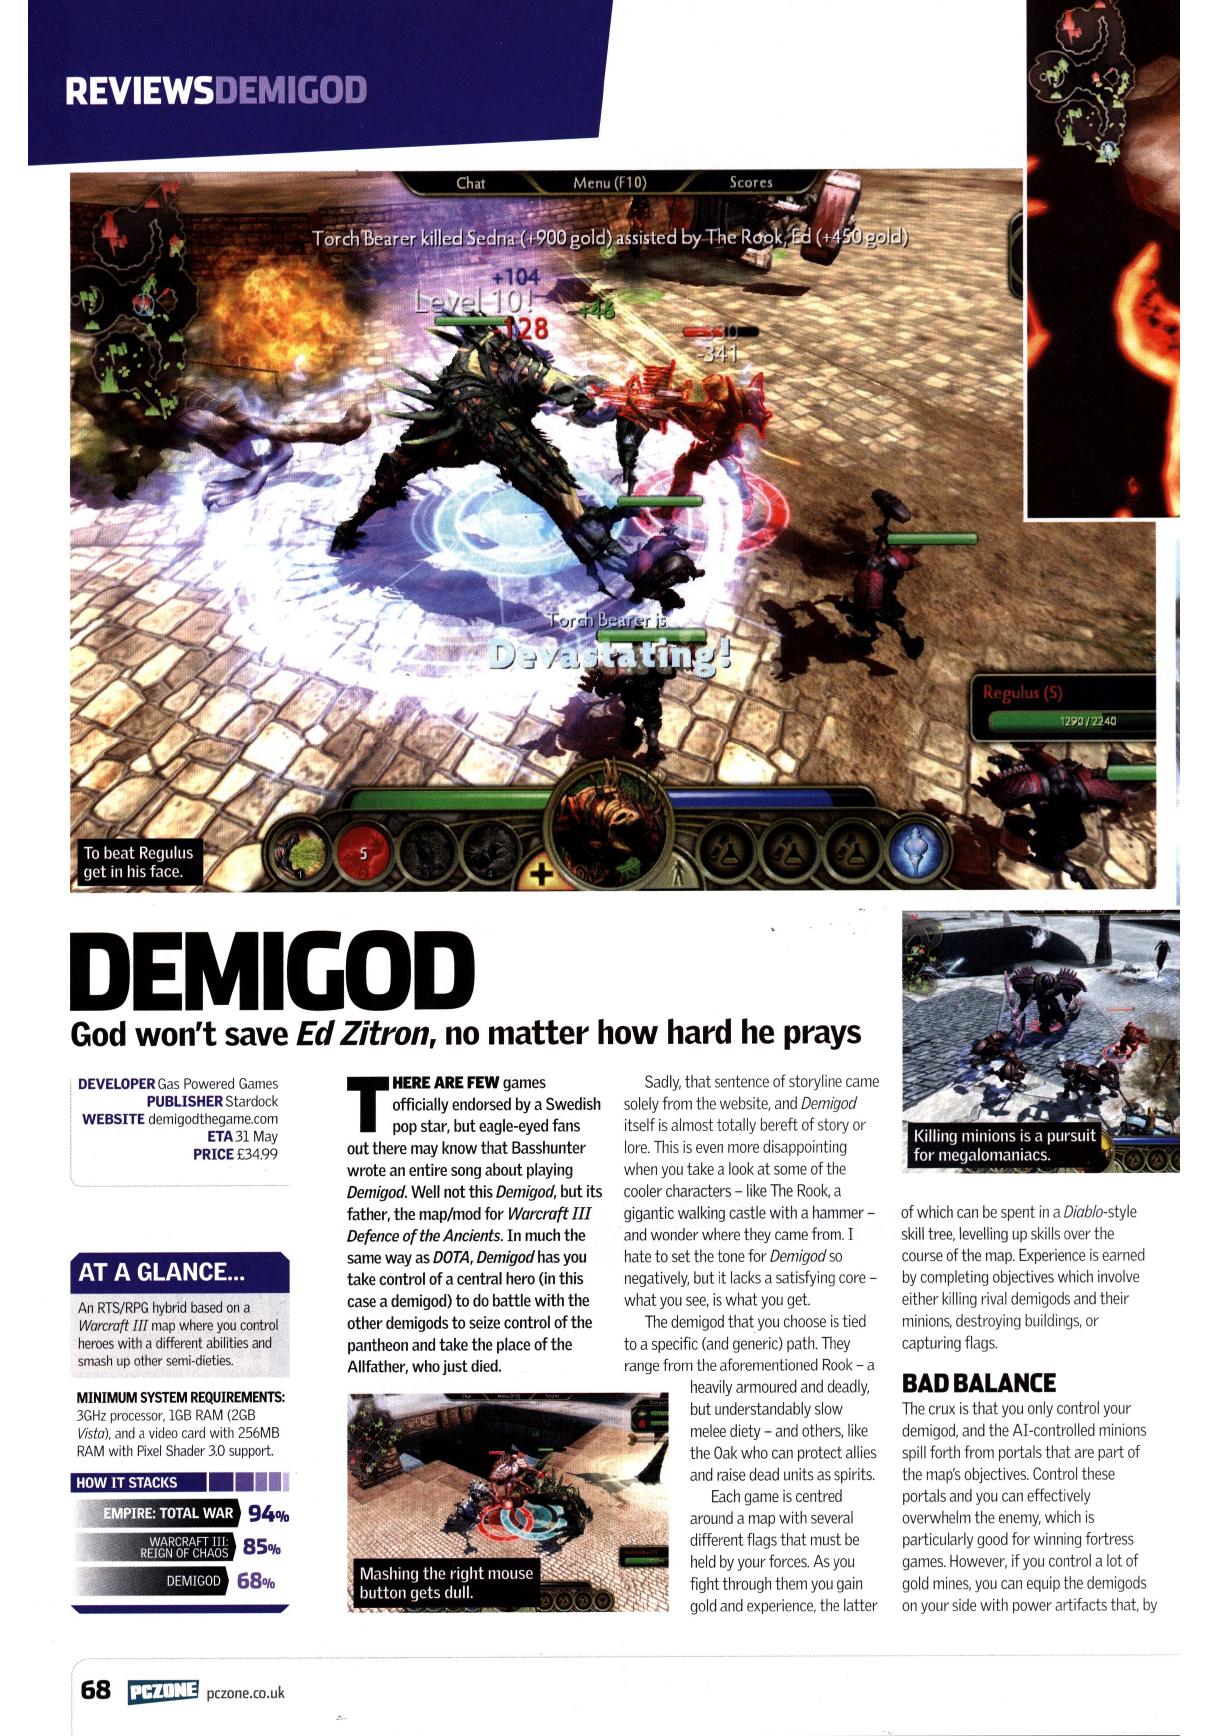 REVIEWSDEMIGOD
Chat Menu (F10) Scores
Torch Bearer killed Sedna (+900 gold) assisted by The Rook, Ed (+450 gold)
+104
Level 10!
+48
-128
-341
Torch Bearer is
Devastating!
Regulus (5)
1290 / 2240
5
To beat Regulus
get in his face.
DEMIGOD
God won't save Ed Zitron, no matter how hard he prays
DEVELOPER Gas Powered Games
PUBLISHER Stardock
WEBSITE demigodthegame.com
ETA 31 May
PRICE £34.99
AT A GLANCE...
An RTS/RPG hybrid based on a
Warcraft III map where you control
heroes with a different abilities and
smash up other semi-dieties.
MINIMUM SYSTEM REQUIREMENTS:
3GHz processor, 1GB RAM (2GB
Vista), and a video card with 256MB
RAM with Pixel Shader 3.0 support.
HOW IT STACKS
EMPIRE: TOTAL WAR 94%
WARCRAFT III:
REIGN OF CHAOS 85%
DEMIGOD 68%
THERE ARE FEW games
officially endorsed by a Swedish
pop star, but eagle-eyed fans
out there may know that Basshunter
wrote an entire song about playing
Demigod. Well not this Demigod, but its
father, the map/mod for Warcraft III
Defence of the Ancients. In much the
same way as DOTA, Demigod has you
take control of a central hero (in this
case a demigod) to do battle with the
other demigods to seize control of the
pantheon and take the place of the
Allfather, who just died.
Mashing the right mouse
button gets dull.
Sadly, that sentence of storyline came
solely from the website, and Demigod
itself is almost totally bereft of story or
lore. This is even more disappointing
when you take a look at some of the
cooler characters – like The Rook, a
gigantic walking castle with a hammer –
and wonder where they came from. I
hate to set the tone for Demigod so
negatively, but it lacks a satisfying core –
what you see, is what you get.
The demigod that you choose is tied
to a specific (and generic) path. They
range from the aforementioned Rook – a
heavily armoured and deadly,
but understandably slow
melee diety – and others, like
the Oak who can protect allies
and raise dead units as spirits.
Each game is centred
around a map with several
different flags that must be
held by your forces. As you
fight through them you gain
gold and experience, the latter
Killing minions is a pursuit
for megalomaniacs.
of which can be spent in a Diablo-style
skill tree, levelling up skills over the
course of the map. Experience is earned
by completing objectives which involve
either killing rival demigods and their
minions, destroying buildings, or
capturing flags.
BAD BALANCE
The crux is that you only control your
demigod, and the AI-controlled minions
spill forth from portals that are part of
the map's objectives. Control these
portals and you can effectively
overwhelm the enemy, which is
particularly good for winning fortress
games. However, if you control a lot of
gold mines, you can equip the demigods
on your side with power artifacts that, by
68 PCZONE pczone.co.uk